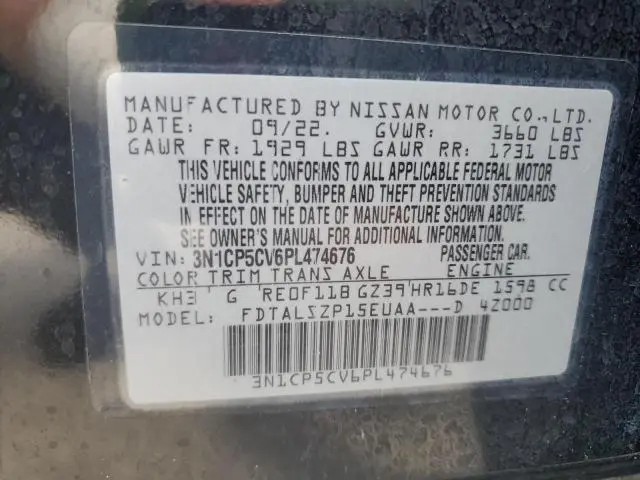 MANUFACTURED BY NISSAN MOTOR CO.,LTD.
DATE: 09/22. GVWR: 3660 LBS
GAWR FR: 1929 LBS GAWR RR: 1731 LBS
THIS VEHICLE CONFORMS TO ALL APPLICABLE FEDERAL MOTOR
VEHICLE SAFETY, BUMPER AND THEFT PREVENTION STANDARDS
IN EFFECT ON THE DATE OF MANUFACTURE SHOWN ABOVE.
SEE OWNER'S MANUAL FOR ADDITIONAL INFORMATION.
VIN: 3N1CP5CV6PL474676 PASSENGER CAR.
COLOR TRIM TRANS AXLE ENGINE
KH3 G RE0F11B GZ39 HR16DE 1598 CC
MODEL: FDTALSZP15EUAA---D 4Z000
3N1CP5CV6PL474676